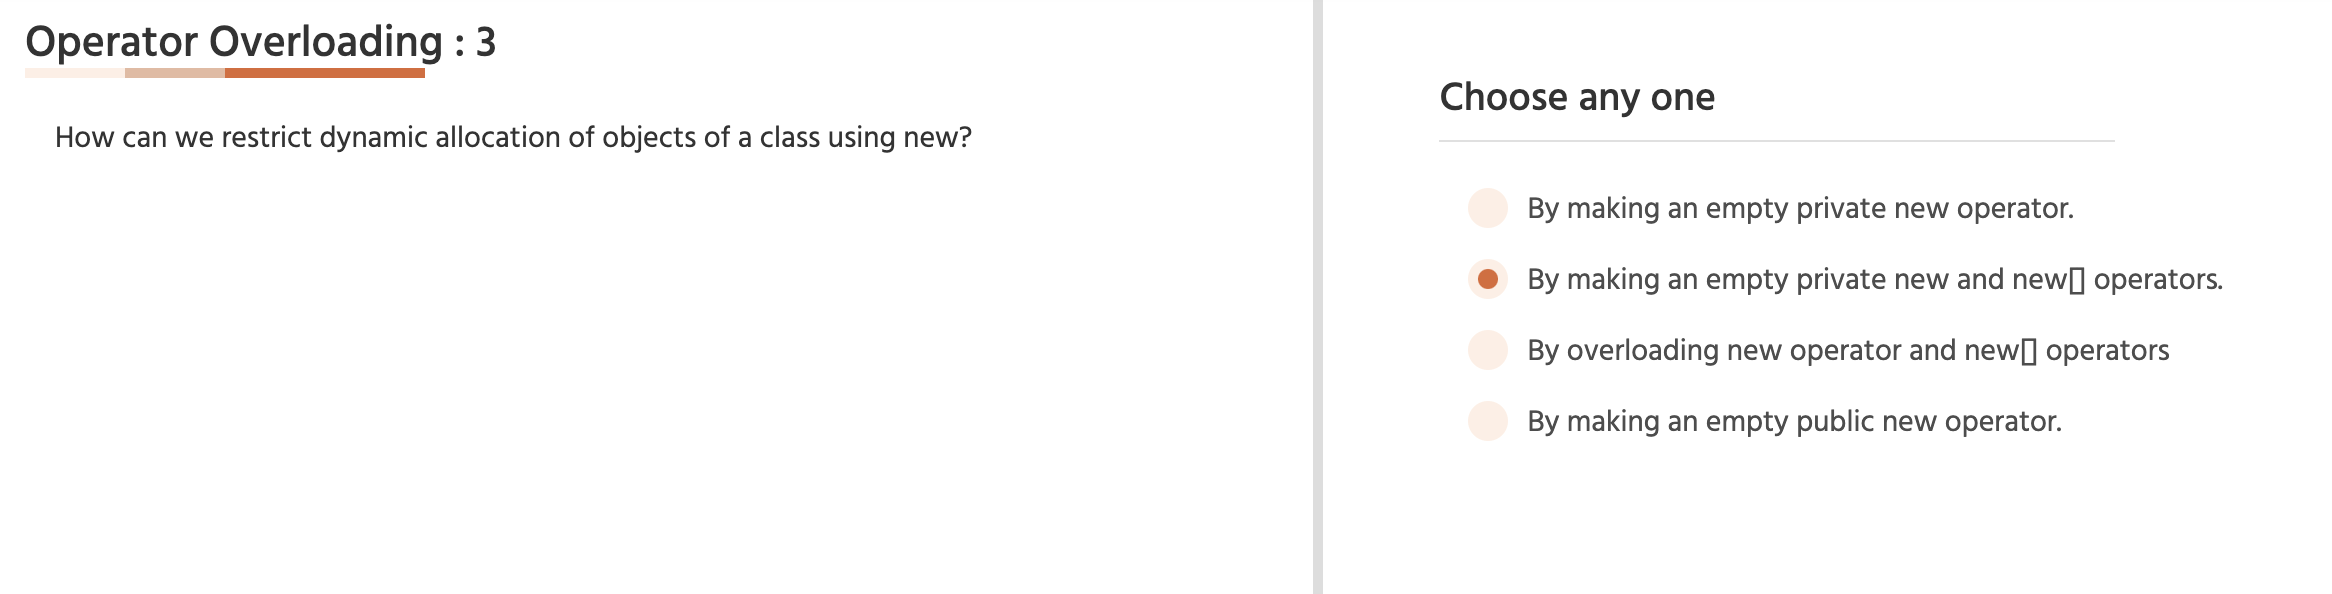 Operator Overloading : 3
How can we restrict dynamic allocation of objects of a class using new?
Choose any one
By making an empty private new operator.
By making an empty private new and new[] operators.
By overloading new operator and new[] operators
By making an empty public new operator.